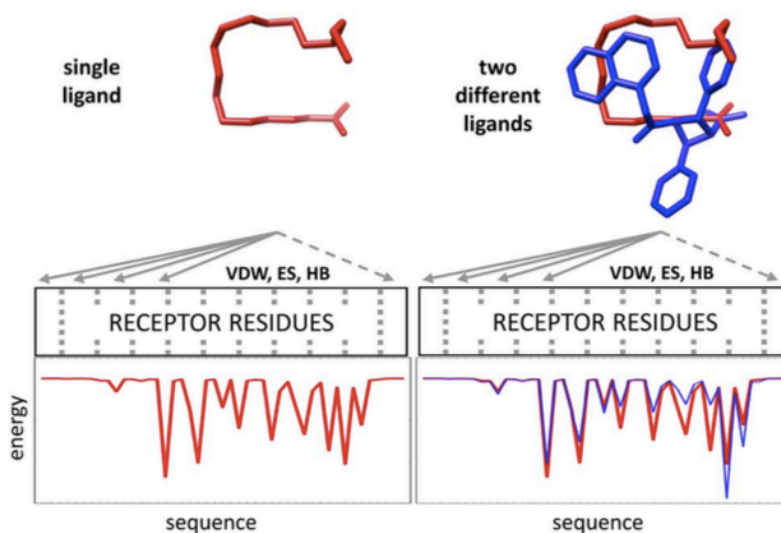 single
ligand
two
different
ligands
VDW, ES, HB
VDW, ES, HB
RECEPTOR RESIDUES
RECEPTOR RESIDUES
energy
sequence
sequence